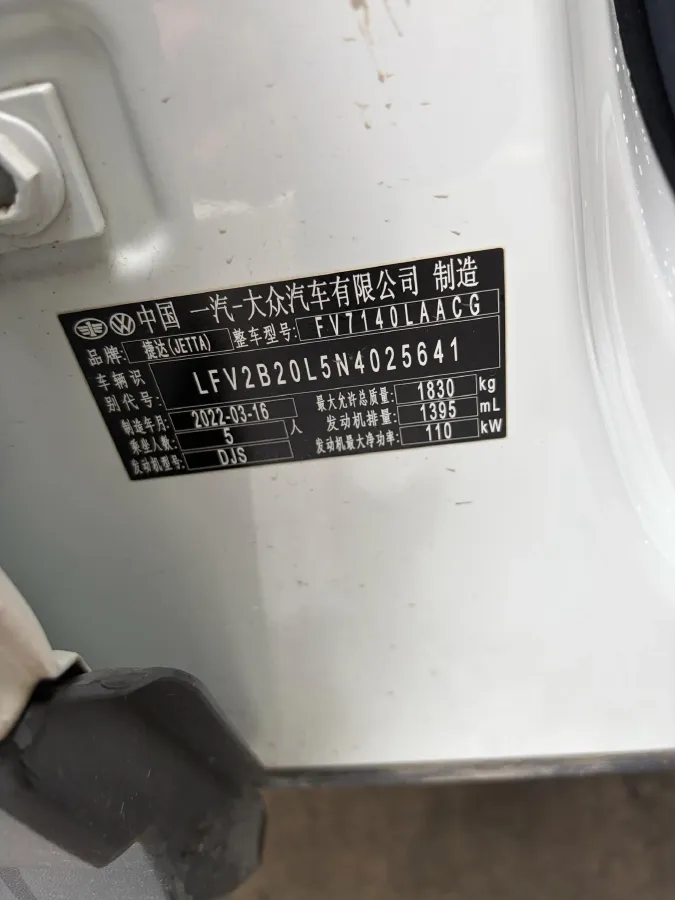 中国 一汽-大众汽车有限公司 制造
品牌: 捷达(JETTA) 整车型号: FV7140LAACG
车辆识别代号: LFV2B20L5N4025641
制造年月: 2022-03-16 最大允许总质量: 1830 kg
乘坐人数: 5 人 发动机排量: 1395 mL
发动机型号: DJS 发动机最大净功率: 110 kW